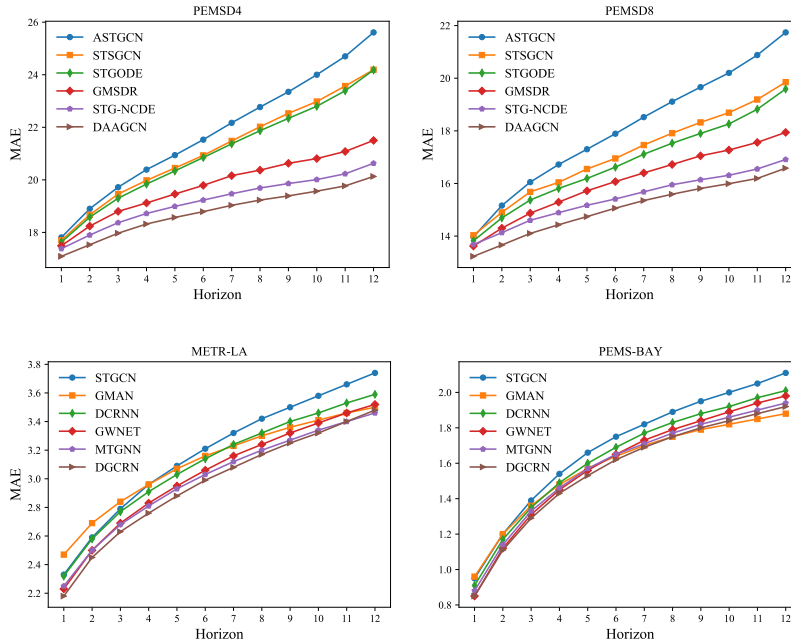 PEMSD4
MAE
26
24
22
20
18
ASTGCN
STSGCN
STGODE
GMSDR
STG-NCDE
DAAGCN
1 2 3 4 5 6 7 8 9 10 11 12
Horizon
PEMSD8
MAE
22
20
18
16
14
ASTGCN
STSGCN
STGODE
GMSDR
STG-NCDE
DAAGCN
1 2 3 4 5 6 7 8 9 10 11 12
Horizon
METR-LA
MAE
3.8
3.6
3.4
3.2
3.0
2.8
2.6
2.4
2.2
STGCN
GMAN
DCRNN
GWNET
MTGNN
DGCRN
1 2 3 4 5 6 7 8 9 10 11 12
Horizon
PEMS-BAY
MAE
2.0
1.8
1.6
1.4
1.2
1.0
0.8
STGCN
GMAN
DCRNN
GWNET
MTGNN
DGCRN
1 2 3 4 5 6 7 8 9 10 11 12
Horizon